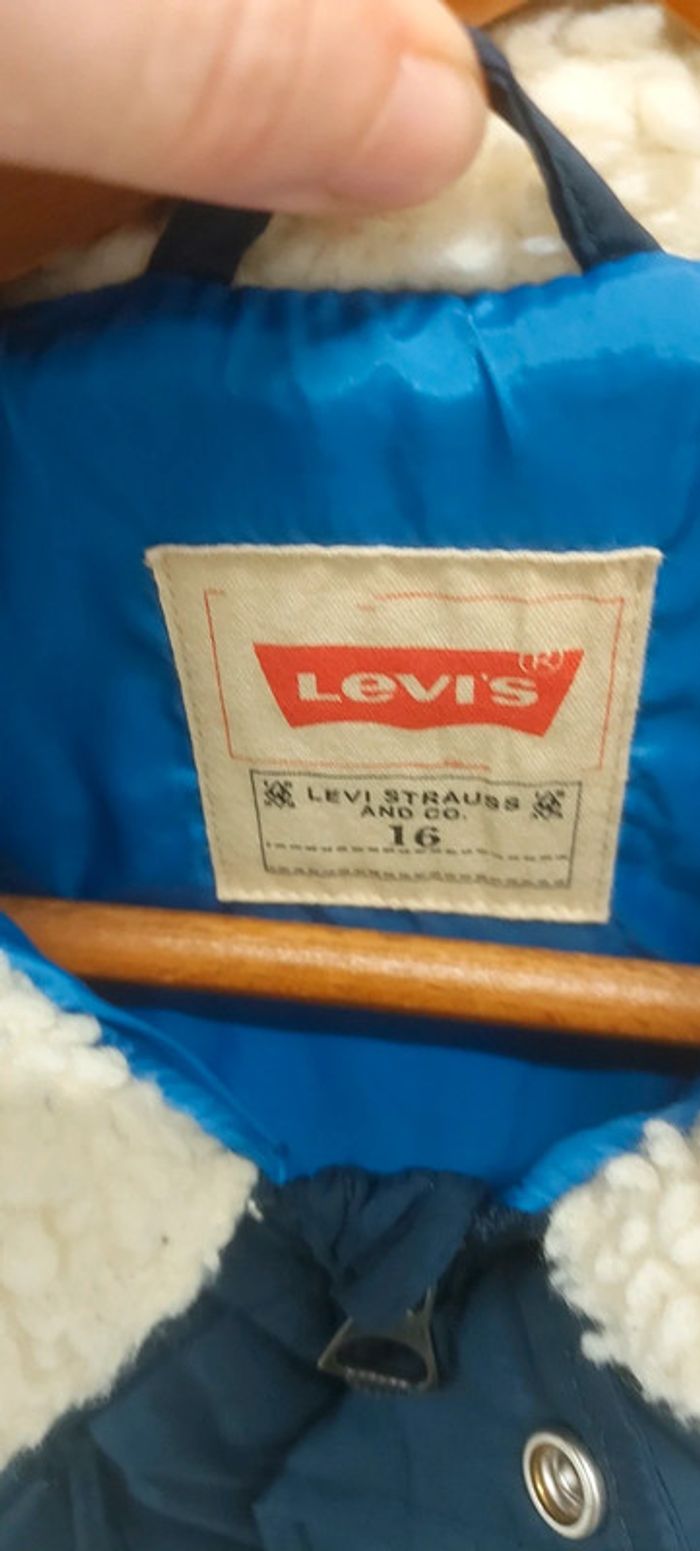 LEVI'S
®
LEVI STRAUSS
AND CO.
16